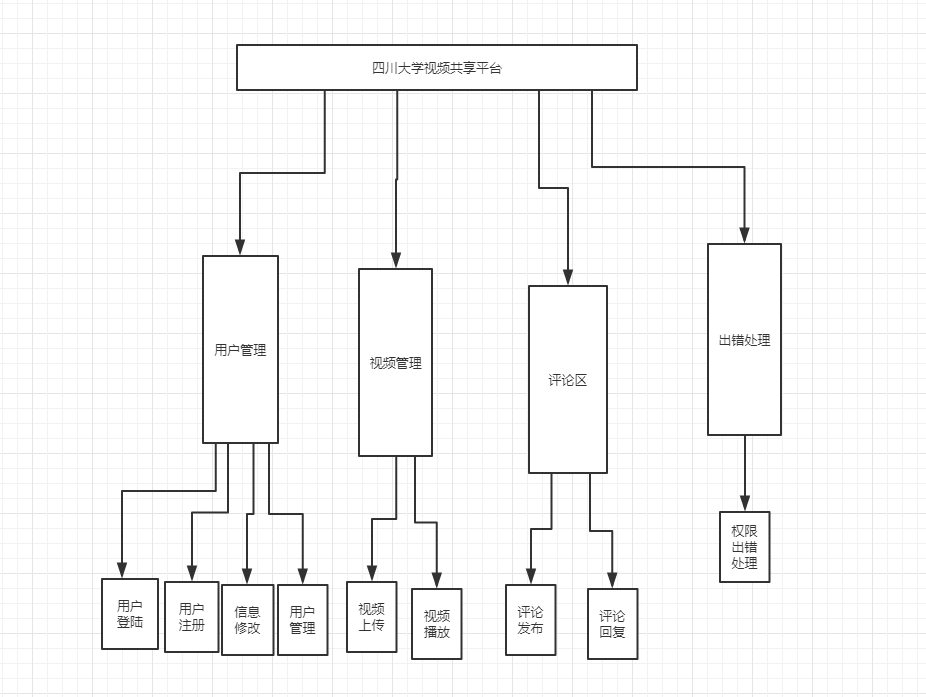 四川大学视频共享平台
用户管理
视频管理
评论区
出错处理
用户
登陆
用户
注册
信息
修改
用户
管理
视频
上传
视频
播放
评论
发布
评论
回复
权限
出错
处理